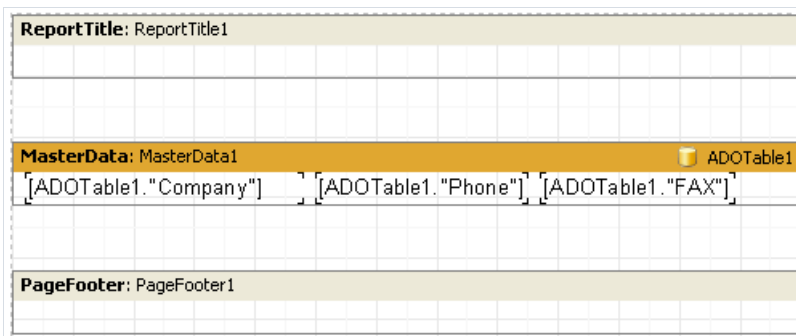 ReportTitle: ReportTitle1
MasterData: MasterData1 ADOTable1
[ADOTable1."Company"] [ADOTable1."Phone"] [ADOTable1."FAX"]
PageFooter: PageFooter1